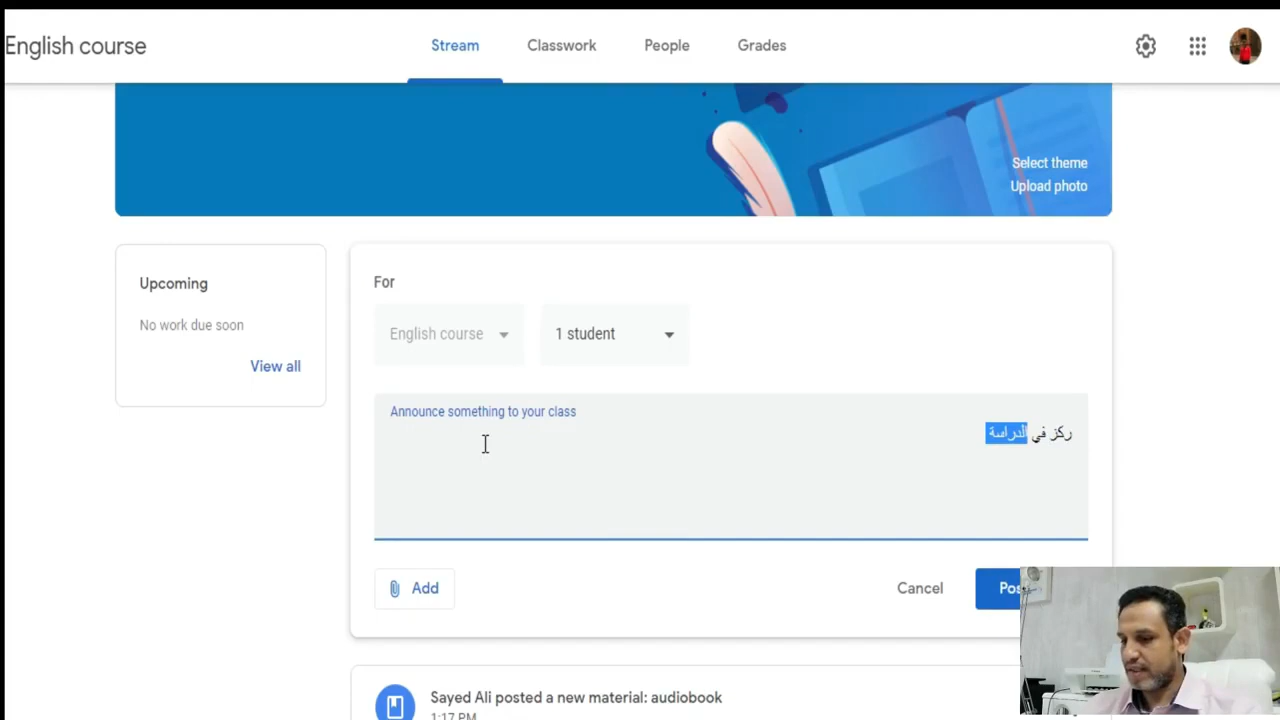 English course
Stream
Classwork
People
Grades
Select theme
Upload photo
Upcoming
No work due soon
View all
For
English course
1 student
Announce something to your class
ركز في الدراسة
Add
Cancel
Pos
Sayed Ali posted a new material: audiobook
1:17 PM